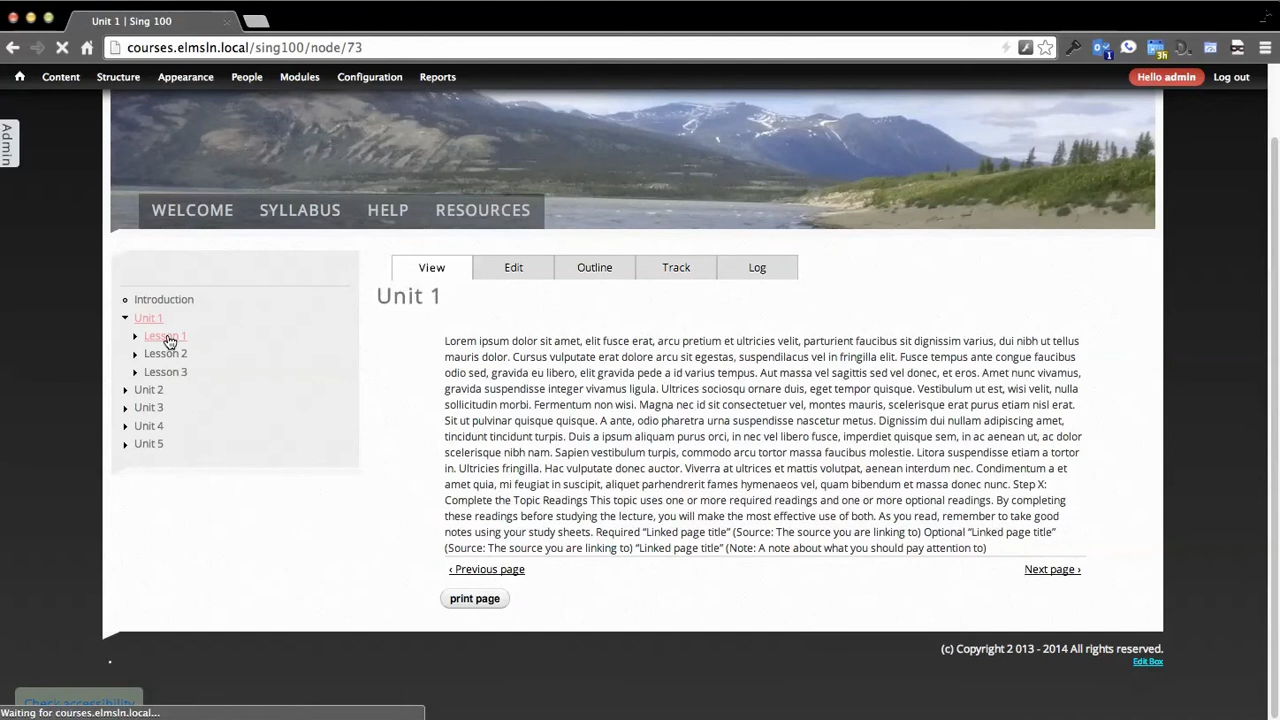 Unit 1 | Sing 100
courses.elmsln.local/sing100/node/73
1
3h
Content Structure Appearance People Modules Configuration Reports
Hello admin Log out
Admin
WELCOME SYLLABUS HELP RESOURCES
View Edit Outline Track Log
Introduction
Unit 1
Lesson 1
Lesson 2
Lesson 3
Unit 2
Unit 3
Unit 4
Unit 5
Unit 1
Lorem ipsum dolor sit amet, elit fusce erat, arcu pretium et ultricies velit, parturient faucibus sit dignissim varius, dui nibh ut tellus
mauris dolor. Cursus vulputate erat dolore sit egestas, suspendilacus vel in fringilla elit. Fusce tempus ante congue faucibus
odio sed, gravida eu libero, elit gravida pede a id varius tempus. Aut massa vel sed vel donec, et eros. Amet nunc vivamus,
gravida suspendisse integer vivamus ligula. Ultrices sociosqu ornare duis, eget tempor quisque. Vestibulum ut est, wisi velit, nulla
sollicitudin morbi. Fermentum non wisi. Magna nec id sit consectetuer vel, montes mauris, scelerisque erat purus etiam erat nunc.
Sit ut pulvinar quisque quisque. A ante, odio pharetra urna suspendisse nascetur metus. Dignissim dui nullam adipiscing amet,
tincidunt tincidunt turpis. Duis a ipsum aliquam purus orci, in nec vel libero fusce, imperdiet quisque sem, in ac aenean ut, ac decul
scelerisque nibh nam. Sapien vestibulum turpis, commodo arcu tortor massa faucibus molestie. Litora suspendisse etiam a tortor
in. Ultricies fringilla. Hac vulputate donec auctor. Viverra at ultrices et mattis volutpat, aenean interdum nec. Condimentum a et
amet quia, mi feugiat in suscipit, aliquet parhendrerit fames hymenaeos vel, quam bibendum et massa donec nunc. Step X:
Complete the Topic Readings This topic uses one or more required readings and one or more optional readings. By completing
these readings before studying the lecture, you will make the most effective use of both. As you read, remember to take good
notes using your study sheets. Required “Linked page title” (Source: The source you are linking to) Optional “Linked page title”
(Source: The source you are linking to) “Linked page title” (Note: A note about what you should pay attention to)
‹ Previous page Next page ›
print page
(c) Copyright 2 013 - 2014 All rights reserved.
Edit Box
Check accessibility
Waiting for courses.elmsln.local...